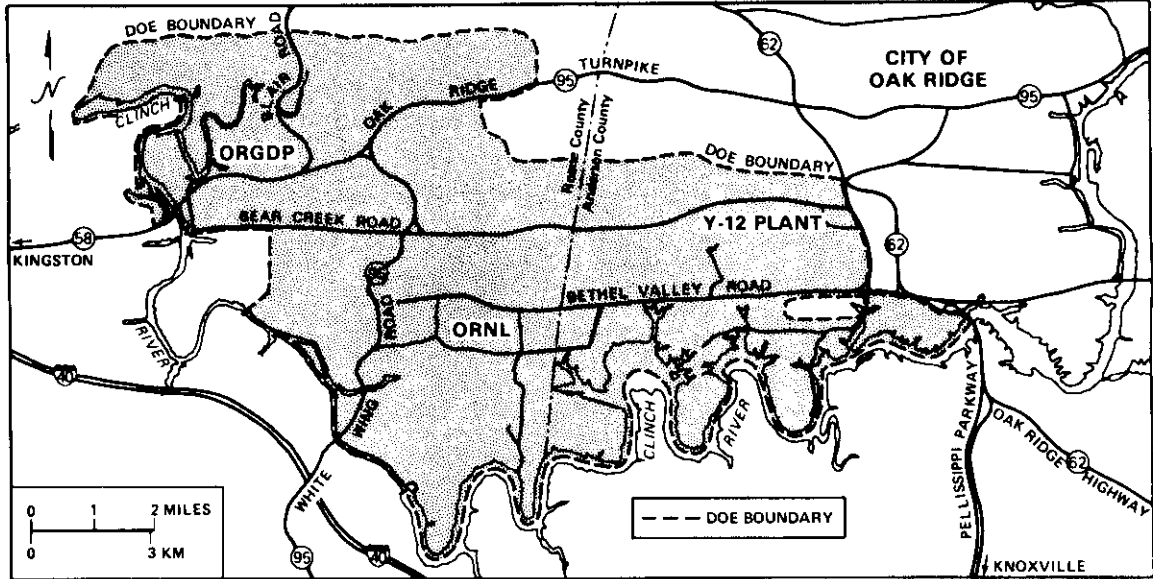 DOE BOUNDARY
BLAIR ROAD
62
N
95
TURNPIKE
CITY OF
OAK RIDGE
95
OAK RIDGE
CLINCH
ORGDP
Roane County
Anderson County
DOE BOUNDARY
BEAR CREEK ROAD
Y-12 PLANT
58
KINGSTON
62
95
BETHEL VALLEY ROAD
RIVER
ORNL
WHITE WING ROAD
40
CLINCH RIVER
PELLISSIPPI PARKWAY
OAK RIDGE HIGHWAY
62
0 1 2 MILES
0 3 KM
DOE BOUNDARY
40
95
KNOXVILLE